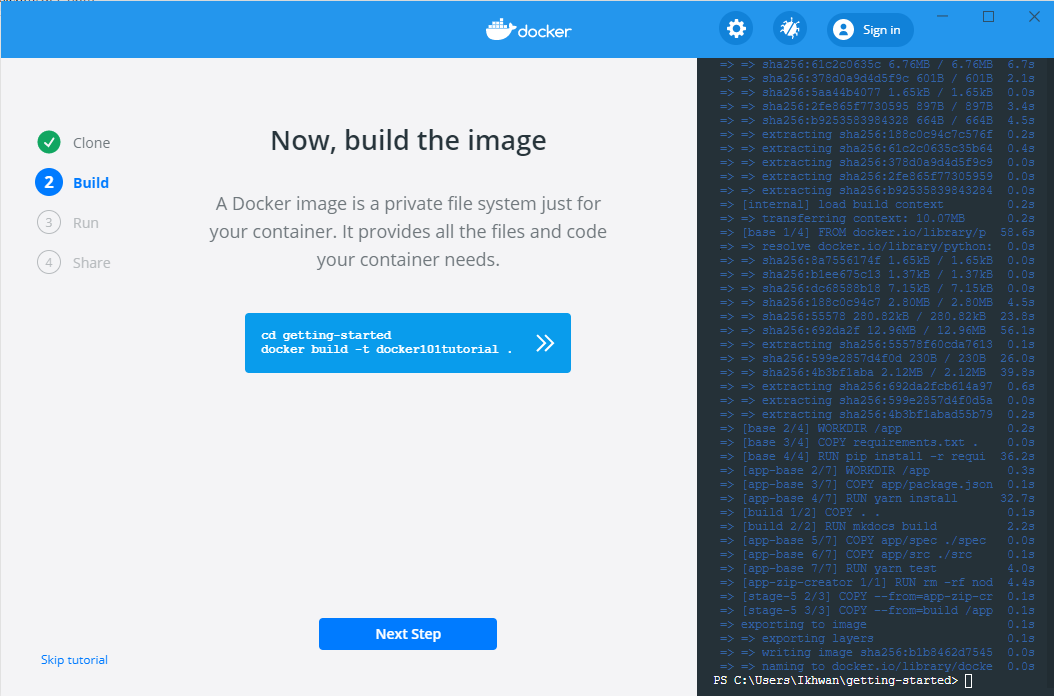 docker
Sign in
Clone
2 Build
3 Run
4 Share
Now, build the image
A Docker image is a private file system just for
your container. It provides all the files and code
your container needs.
cd getting-started
docker build -t docker101tutorial .
Next Step
Skip tutorial
=> => sha256:61c2c0635c 6.76MB / 6.76MB 6.7s
=> => sha256:378d0a9d4d5f9c 601B / 601B 2.1s
=> => sha256:5aa44b4077 1.65kB / 1.65kB 0.0s
=> => sha256:2fe865f7730595 897B / 897B 3.4s
=> => sha256:b9253583984328 664B / 664B 4.5s
=> => extracting sha256:188c0c94c7c576f 0.2s
=> => extracting sha256:61c2c0635c35b64 0.4s
=> => extracting sha256:378d0a9d4d5f9c9 0.0s
=> => extracting sha256:2fe865f77305959 0.0s
=> => extracting sha256:b92535839843284 0.0s
=> [internal] load build context 0.2s
=> => transferring context: 10.07MB 0.2s
=> [base 1/4] FROM docker.io/library/p 58.6s
=> => resolve docker.io/library/python: 0.0s
=> => sha256:8a7556174f 1.65kB / 1.65kB 0.0s
=> => sha256:b1ee675c13 1.37kB / 1.37kB 0.0s
=> => sha256:dc68588b18 7.15kB / 7.15kB 0.0s
=> => sha256:188c0c94c7 2.80MB / 2.80MB 4.5s
=> => sha256:55578 280.82kB / 280.82kB 23.8s
=> => sha256:692da2f 12.96MB / 12.96MB 56.1s
=> => extracting sha256:55578f60cda7613 0.1s
=> => sha256:599e2857d4f0d 230B / 230B 26.0s
=> => sha256:4b3bf1aba 2.12MB / 2.12MB 39.8s
=> => extracting sha256:692da2fcb614a97 0.6s
=> => extracting sha256:599e2857d4f0d5a 0.0s
=> => extracting sha256:4b3bf1abad55b79 0.2s
=> [base 2/4] WORKDIR /app 0.2s
=> [base 3/4] COPY requirements.txt . 0.0s
=> [base 4/4] RUN pip install -r requi 36.2s
=> [app-base 2/7] WORKDIR /app 0.3s
=> [app-base 3/7] COPY app/package.json 0.1s
=> [app-base 4/7] RUN yarn install 32.7s
=> [build 1/2] COPY . . 0.1s
=> [build 2/2] RUN mkdocs build 2.2s
=> [app-base 5/7] COPY app/spec ./spec 0.0s
=> [app-base 6/7] COPY app/src ./src 0.1s
=> [app-base 7/7] RUN yarn test 4.0s
=> [app-zip-creator 1/1] RUN rm -rf nod 4.4s
=> [stage-5 2/3] COPY --from=app-zip-cr 0.1s
=> [stage-5 3/3] COPY --from=build /app 0.1s
=> exporting to image 0.1s
=> => exporting layers 0.1s
=> => writing image sha256:b1b8462d7545 0.0s
=> => naming to docker.io/library/docke 0.0s
PS C:\Users\Ikhwan\getting-started>